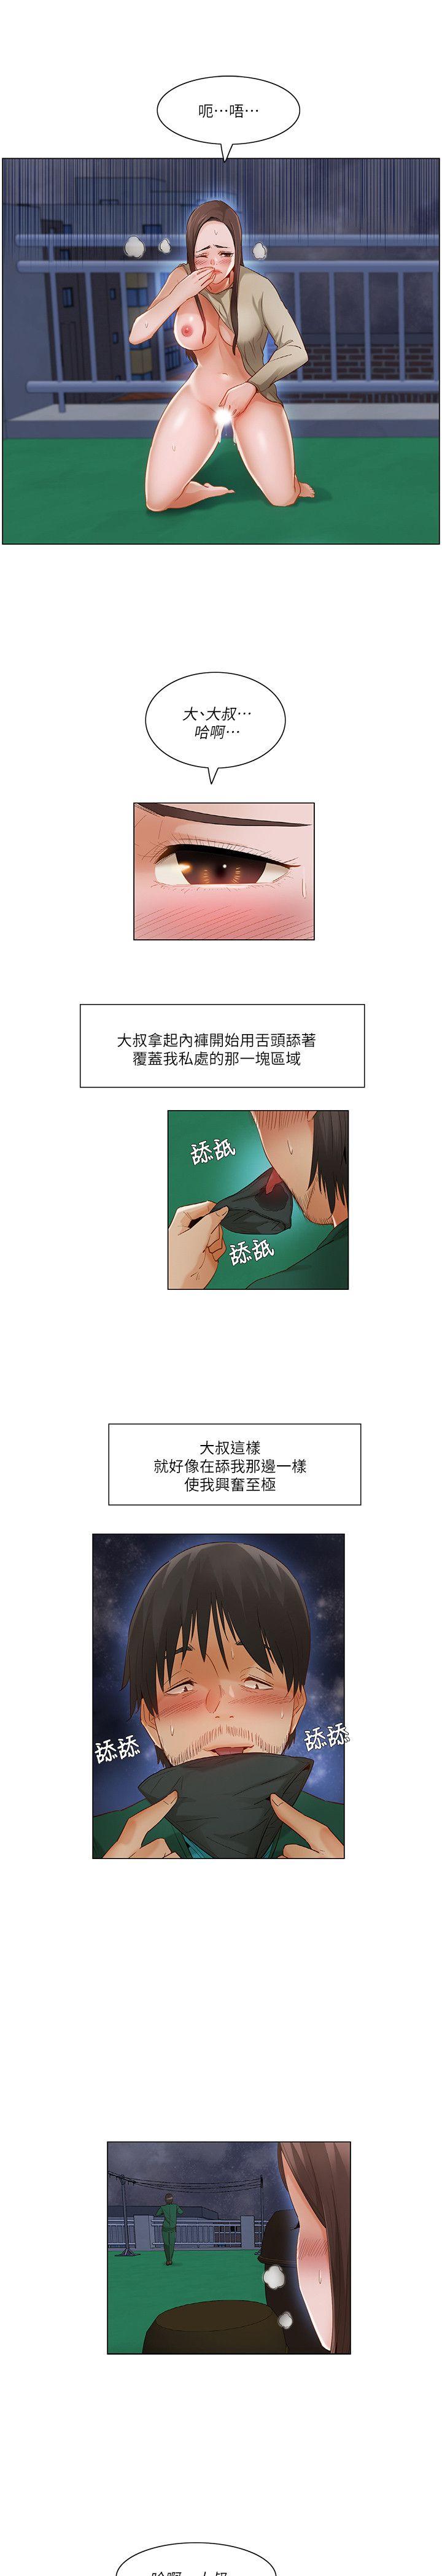 呃…唔…
大、大叔…
哈啊…
大叔拿起內褲開始用舌頭舔著
覆蓋我私處的那一塊區域
舔舐
舔舐
大叔這樣
就好像在舔我那邊一樣
使我興奮至極
舔舔
舔舔